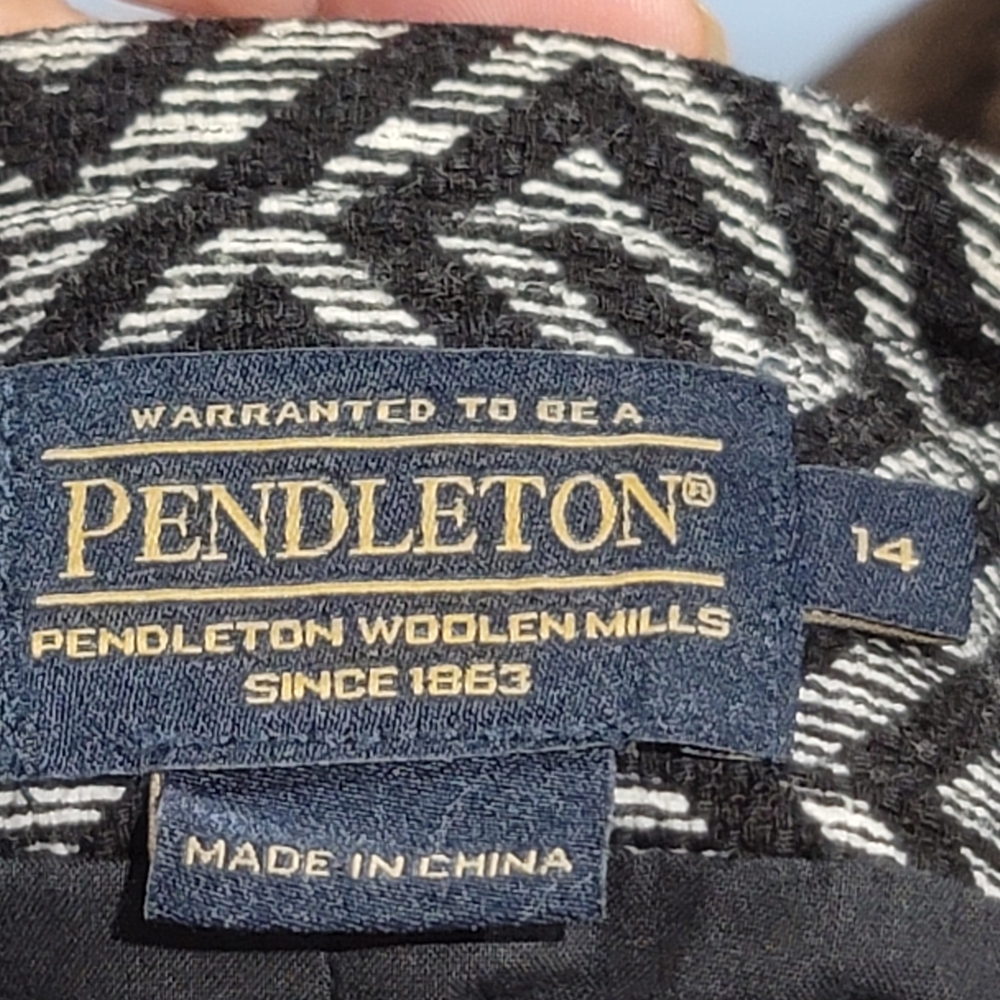 WARRANTED TO BE A
PENDLETON®
14
PENDLETON WOOLEN MILLS
SINCE 1863
MADE IN CHINA